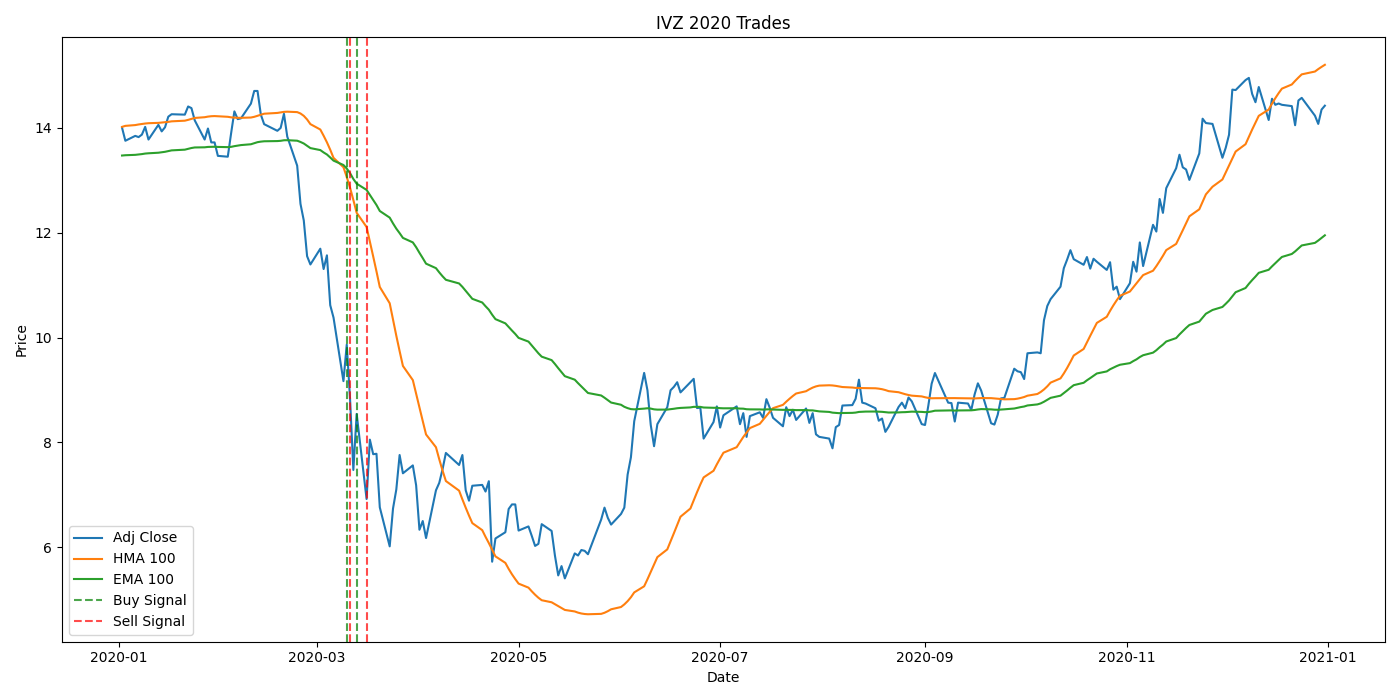 IVZ 2020 Trades
Price
14
12
10
8
6
Adj Close
HMA 100
EMA 100
Buy Signal
Sell Signal
2020-01
2020-03
2020-05
2020-07
2020-09
2020-11
2021-01
Date